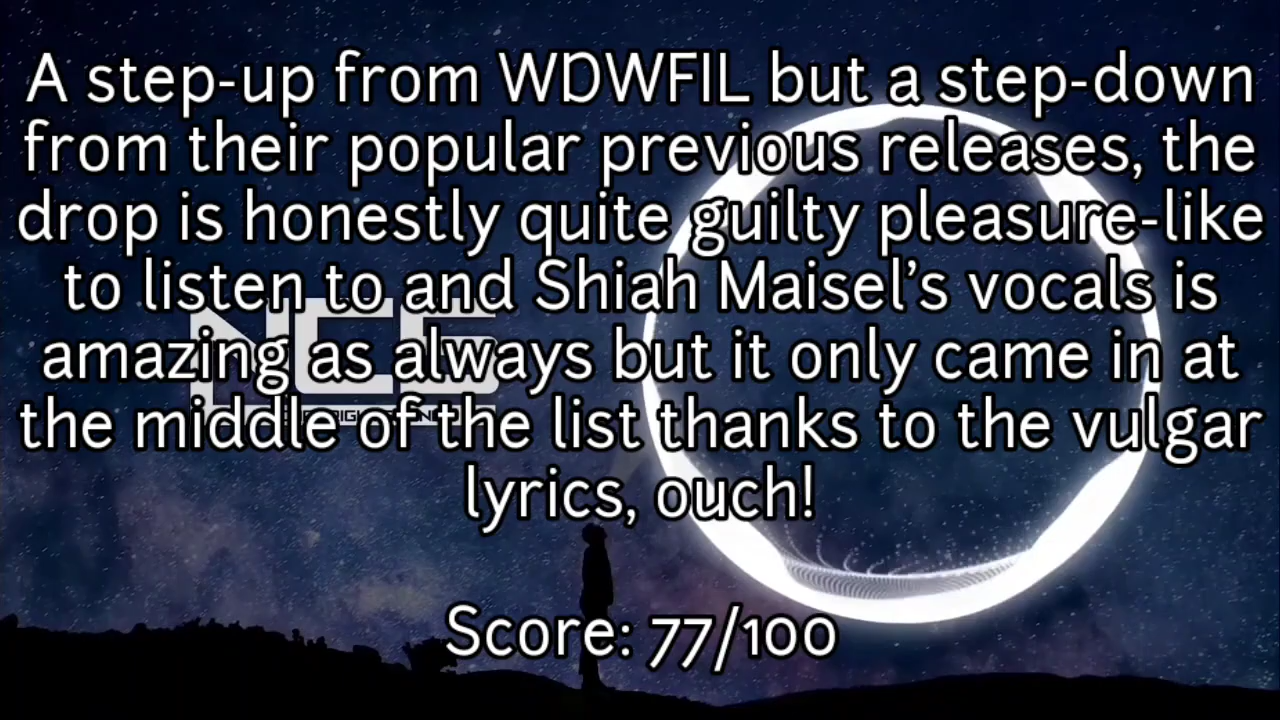 A step-up from WDWFIL but a step-down
from their popular previous releases, the
drop is honestly quite guilty pleasure-like
to listen to and Shiah Maisel’s vocals is
amazing as always but it only came in at
the middle of the list thanks to the vulgar
lyrics, ouch!
Score: 77/100
NCS